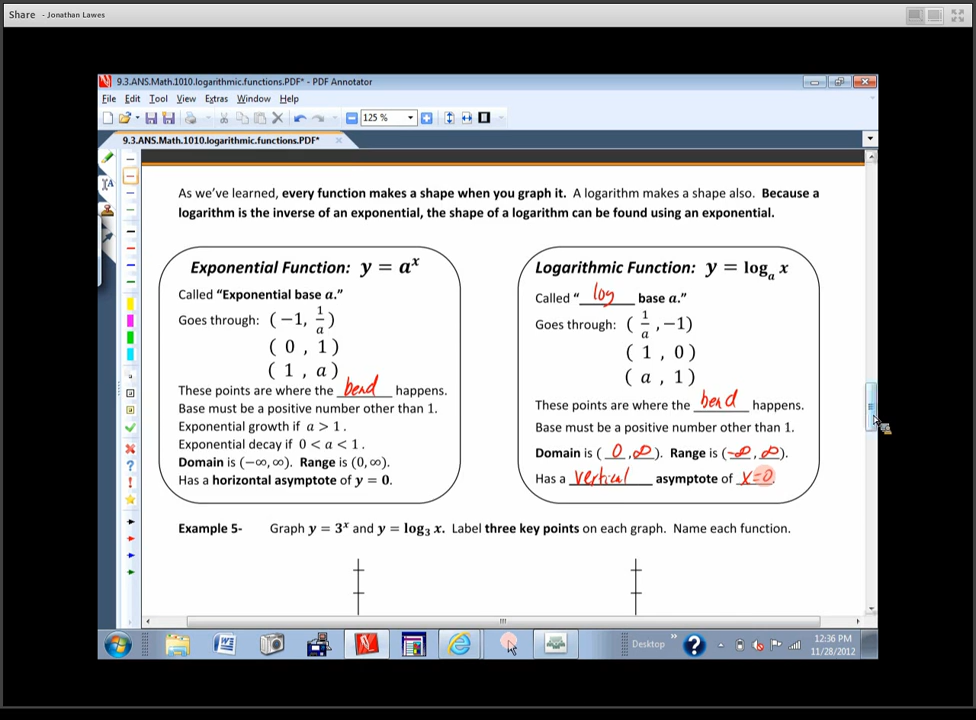 Share - Jonathan Lawes
9.3.ANS.Math.1010.logarithmic.functions.PDF* - PDF Annotator
File Edit Tool View Extras Window Help
125 %
9.3.ANS.Math.1010.logarithmic.functions.PDF*
As we've learned, every function makes a shape when you graph it. A logarithm makes a shape also. Because a
logarithm is the inverse of an exponential, the shape of a logarithm can be found using an exponential.
Exponential Function: y = aˣ
Called "Exponential base a."
Goes through: (−1, 1/a)
( 0 , 1 )
( 1 , a )
These points are where the bend happens.
Base must be a positive number other than 1.
Exponential growth if a > 1.
Exponential decay if 0 < a < 1.
Domain is (−∞, ∞). Range is (0, ∞).
Has a horizontal asymptote of y = 0.
Logarithmic Function: y = logₐ x
Called "log base a."
Goes through: (1/a, −1)
( 1 , 0 )
( a , 1 )
These points are where the bend happens.
Base must be a positive number other than 1.
Domain is ( 0 , ∞ ). Range is (-∞, ∞).
Has a vertical asymptote of x=0.
Example 5- Graph y = 3ˣ and y = log₃ x. Label three key points on each graph. Name each function.
Desktop
12:36 PM
11/28/2012